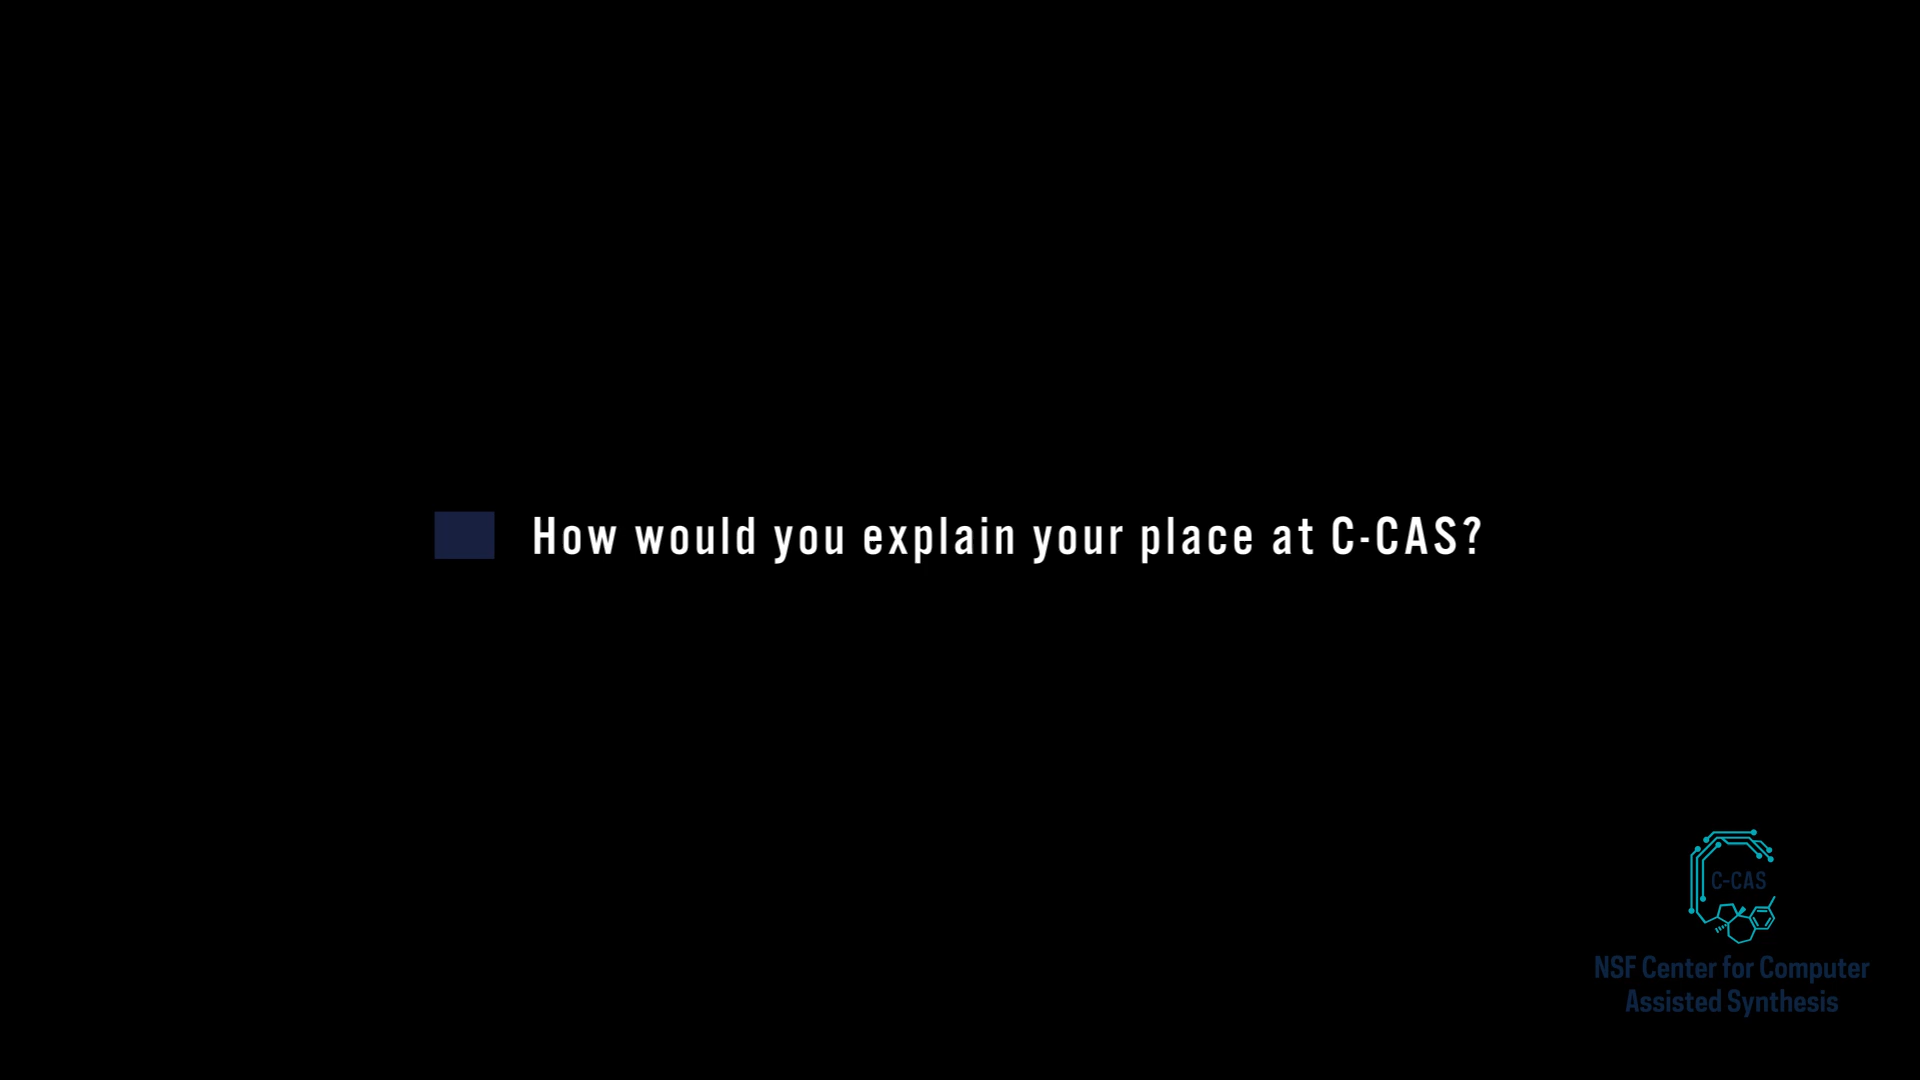 How would you explain your place at C-CAS?
C-CAS
NSF Center for Computer
Assisted Synthesis